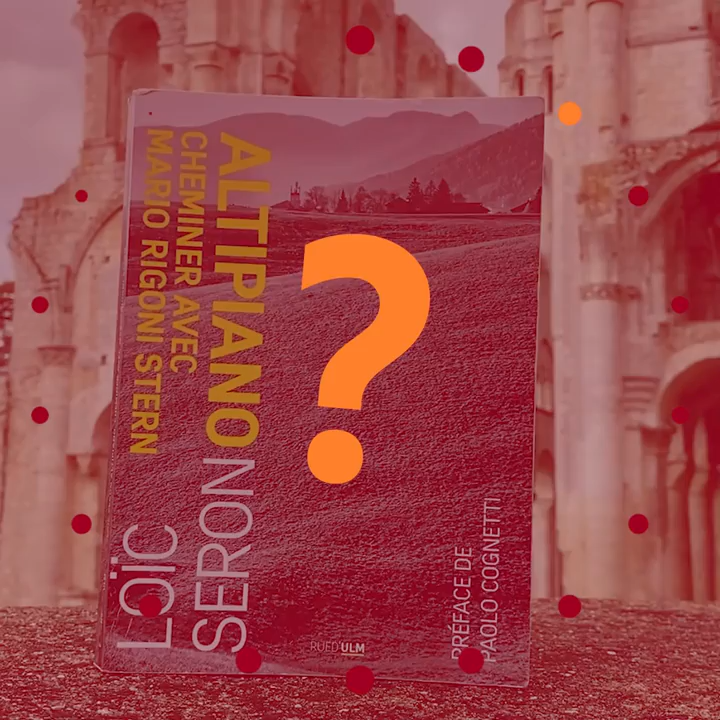 ALTIPIANO
CHEMINER AVEC
MARIO RIGONI STERN
LOÏC
SERON
PRÉFACE DE
PAOLO COGNETTI
RUE D'ULM
?